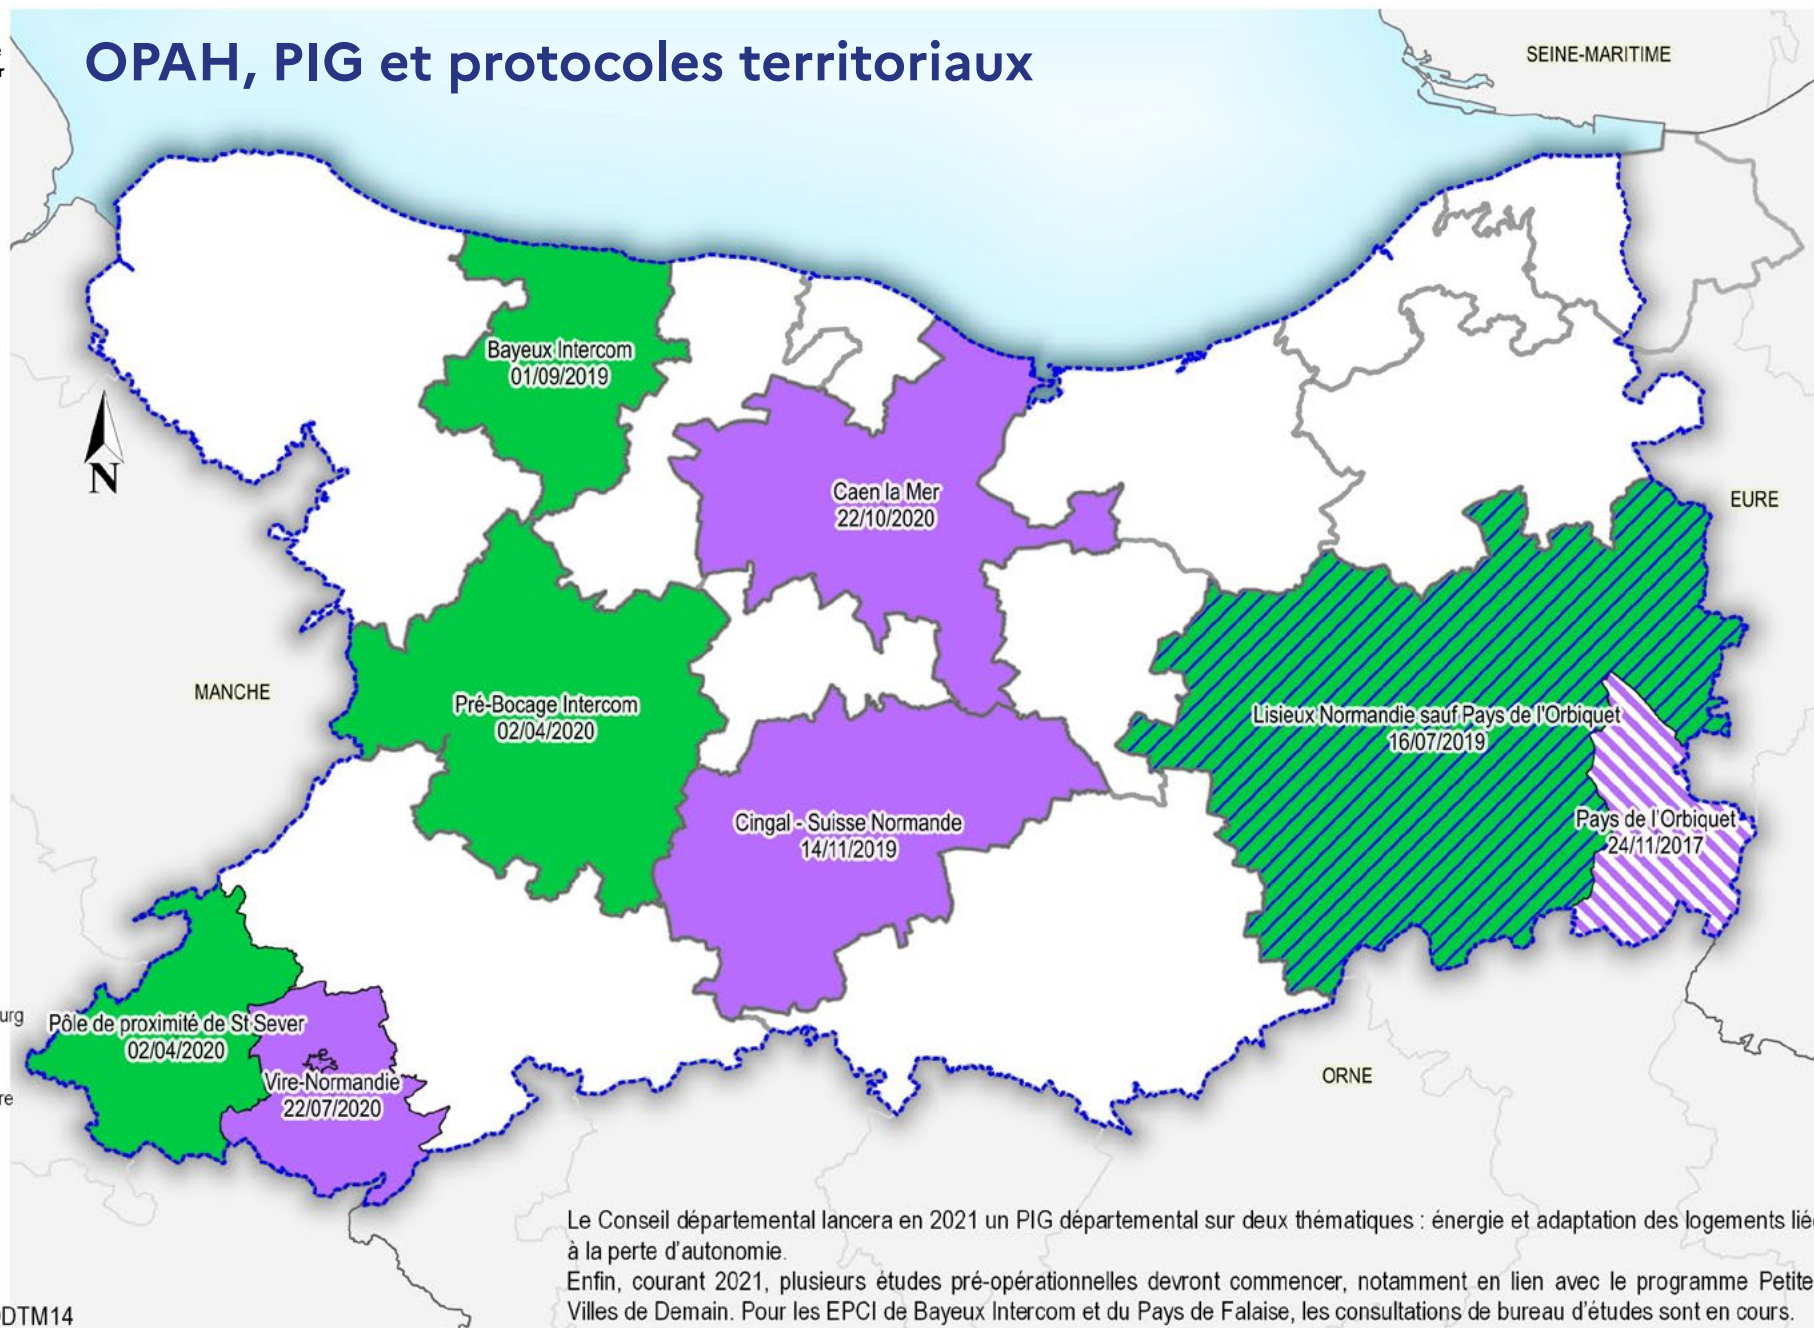 OPAH, PIG et protocoles territoriaux
SEINE-MARITIME
Bayeux Intercom
01/09/2019
N
Caen la Mer
22/10/2020
EURE
MANCHE
Pré-Bocage Intercom
02/04/2020
Lisieux Normandie sauf Pays de l'Orbiquet
16/07/2019
Cingal - Suisse Normande
14/11/2019
Pays de l'Orbiquet
24/11/2017
Pôle de proximité de St Sever
02/04/2020
Vire-Normandie
22/07/2020
ORNE
Le Conseil départemental lancera en 2021 un PIG départemental sur deux thématiques : énergie et adaptation des logements liée
à la perte d'autonomie.
Enfin, courant 2021, plusieurs études pré-opérationnelles devront commencer, notamment en lien avec le programme Petite
Villes de Demain. Pour les EPCI de Bayeux Intercom et du Pays de Falaise, les consultations de bureau d'études sont en cours.
DTM14